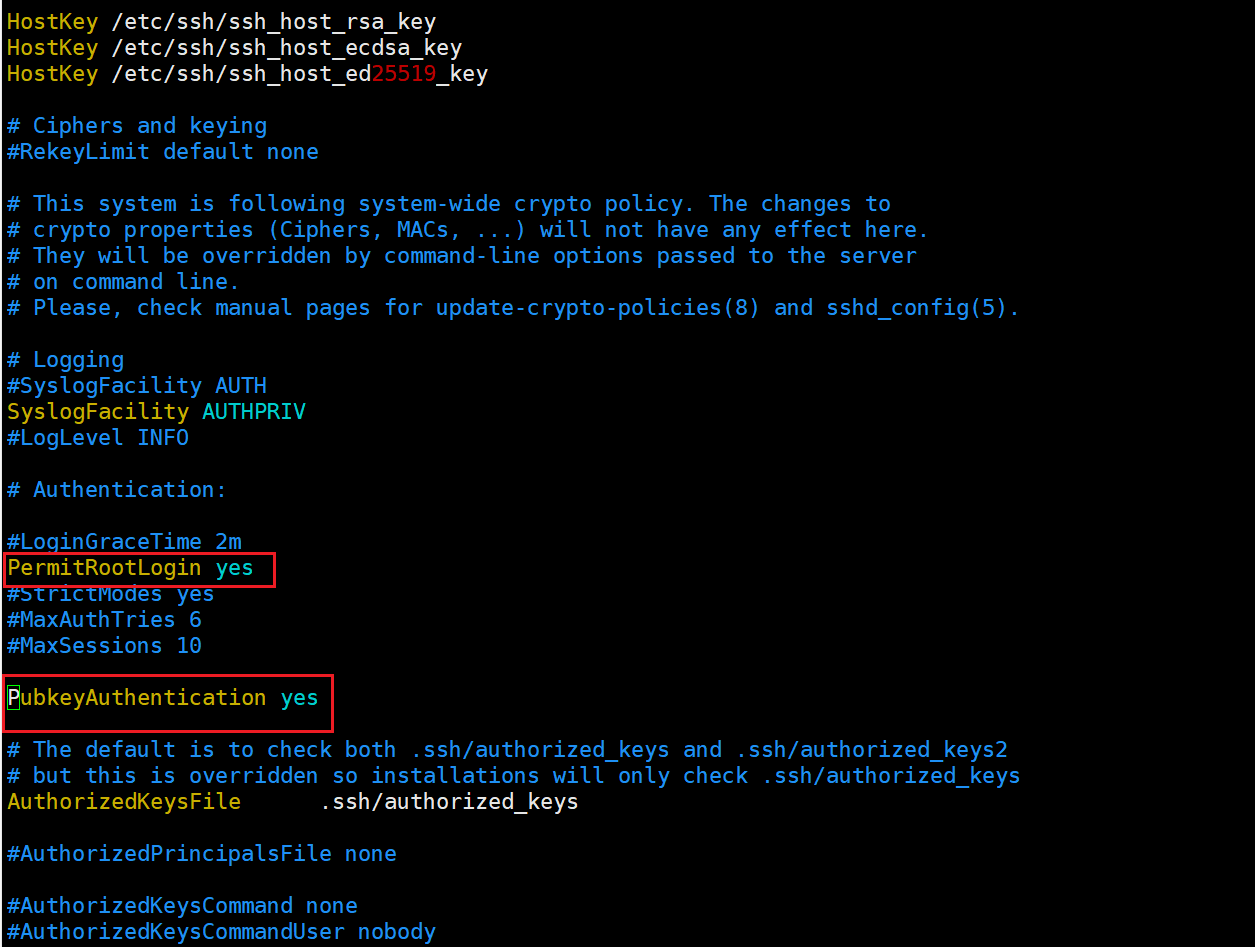 HostKey /etc/ssh/ssh_host_rsa_key
HostKey /etc/ssh/ssh_host_ecdsa_key
HostKey /etc/ssh/ssh_host_ed25519_key
# Ciphers and keying
#RekeyLimit default none
# This system is following system-wide crypto policy. The changes to
# crypto properties (Ciphers, MACs, ...) will not have any effect here.
# They will be overridden by command-line options passed to the server
# on command line.
# Please, check manual pages for update-crypto-policies(8) and sshd_config(5).
# Logging
#SyslogFacility AUTH
SyslogFacility AUTHPRIV
#LogLevel INFO
# Authentication:
#LoginGraceTime 2m
PermitRootLogin yes
#StrictModes yes
#MaxAuthTries 6
#MaxSessions 10
PubkeyAuthentication yes
# The default is to check both .ssh/authorized_keys and .ssh/authorized_keys2
# but this is overridden so installations will only check .ssh/authorized_keys
AuthorizedKeysFile      .ssh/authorized_keys
#AuthorizedPrincipalsFile none
#AuthorizedKeysCommand none
#AuthorizedKeysCommandUser nobody